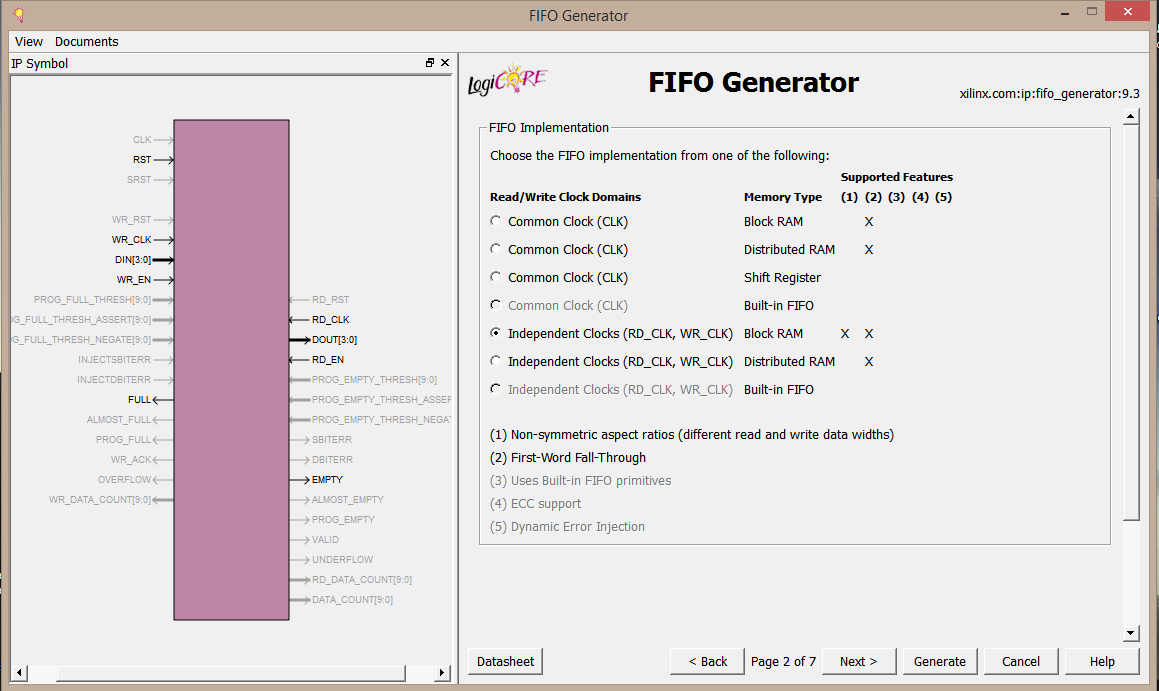 FIFO Generator
View Documents
IP Symbol
CLK
RST
SRST
WR_RST
WR_CLK
DIN[3:0]
WR_EN
PROG_FULL_THRESH[9:0]
G_FULL_THRESH_ASSERT[9:0]
G_FULL_THRESH_NEGATE[9:0]
INJECTSBITERR
INJECTDBITERR
FULL
ALMOST_FULL
PROG_FULL
WR_ACK
OVERFLOW
WR_DATA_COUNT[9:0]
RD_RST
RD_CLK
DOUT[3:0]
RD_EN
PROG_EMPTY_THRESH[9:0]
PROG_EMPTY_THRESH_ASSER
PROG_EMPTY_THRESH_NEGA
SBITERR
DBITERR
EMPTY
ALMOST_EMPTY
PROG_EMPTY
VALID
UNDERFLOW
RD_DATA_COUNT[9:0]
DATA_COUNT[9:0]
LogiCORE
FIFO Generator
xilinx.com:ip:fifo_generator:9.3
FIFO Implementation
Choose the FIFO implementation from one of the following:
Supported Features
Read/Write Clock Domains Memory Type (1) (2) (3) (4) (5)
Common Clock (CLK) Block RAM X
Common Clock (CLK) Distributed RAM X
Common Clock (CLK) Shift Register
Common Clock (CLK) Built-in FIFO
Independent Clocks (RD_CLK, WR_CLK) Block RAM X X
Independent Clocks (RD_CLK, WR_CLK) Distributed RAM X
Independent Clocks (RD_CLK, WR_CLK) Built-in FIFO
(1) Non-symmetric aspect ratios (different read and write data widths)
(2) First-Word Fall-Through
(3) Uses Built-in FIFO primitives
(4) ECC support
(5) Dynamic Error Injection
Datasheet < Back Page 2 of 7 Next > Generate Cancel Help